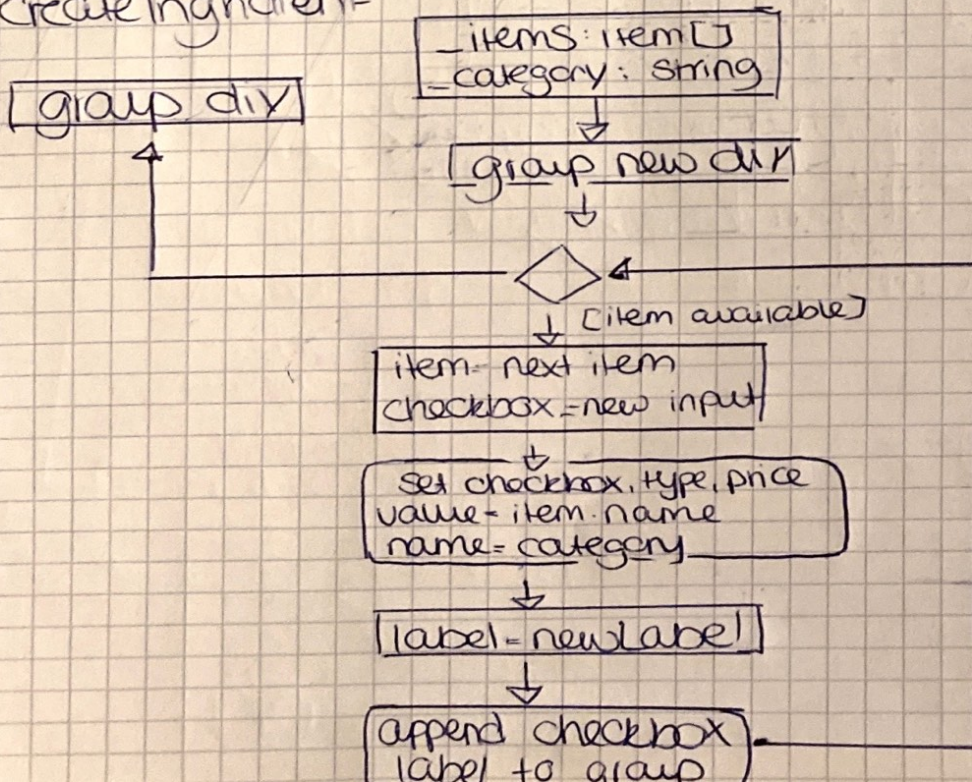 _items: item[]
_category: string
group div
group new div
[item available]
item= next item
checkbox=new input
set checkbox, type, price
value= item.name
name= category
label=newLabel
append checkbox
label to group